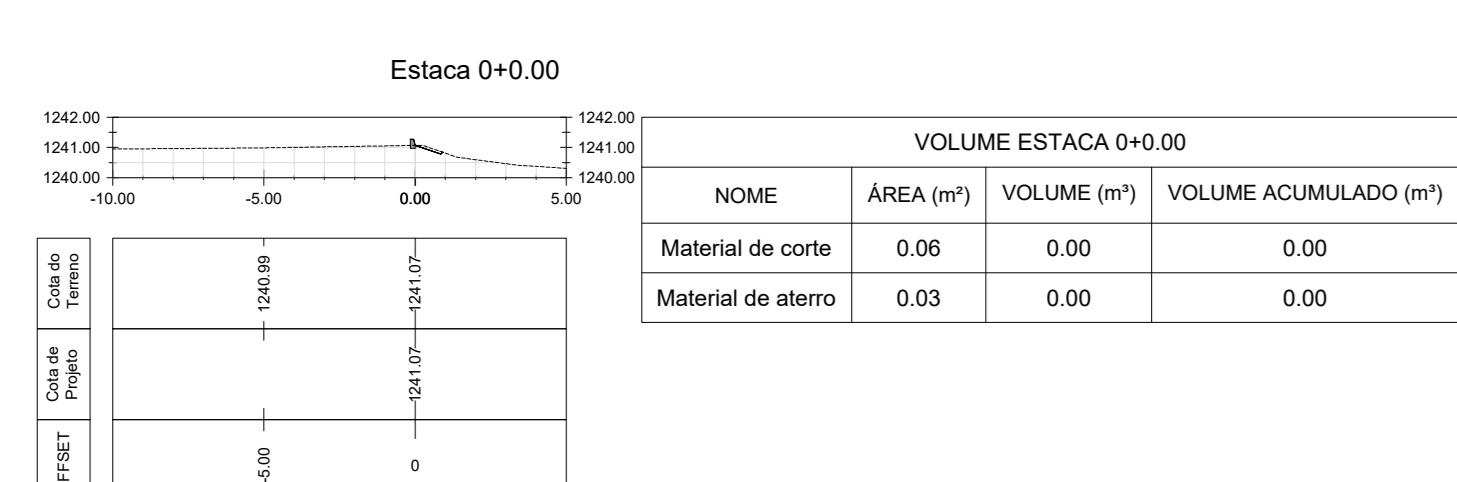 Estaca 0+0.00
1242.00
1241.00
1240.00
1242.00
1241.00
1240.00
-10.00
-5.00
0.00
5.00
VOLUME ESTACA 0+0.00
NOME ÁREA (m²) VOLUME (m³) VOLUME ACUMULADO (m³)
Material de corte 0.06 0.00 0.00
Material de aterro 0.03 0.00 0.00
Cota do
Terreno
1240.99
1241.07
Cota de
Projeto
1241.07
FFSET
-5.00
0